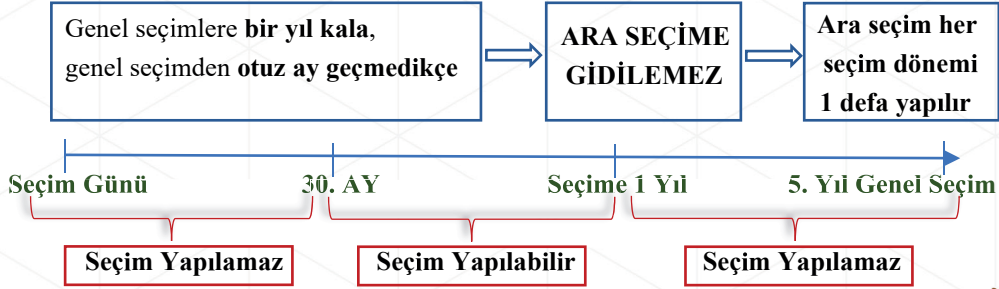 Genel seçimlere bir yıl kala,
genel seçimden otuz ay geçmedikçe
ARA SEÇİME
GİDİLEMEZ
Ara seçim her
seçim dönemi
1 defa yapılır
Seçim Günü
30. AY
Seçime 1 Yıl
5. Yıl Genel Seçim
Seçim Yapılamaz
Seçim Yapılabilir
Seçim Yapılamaz